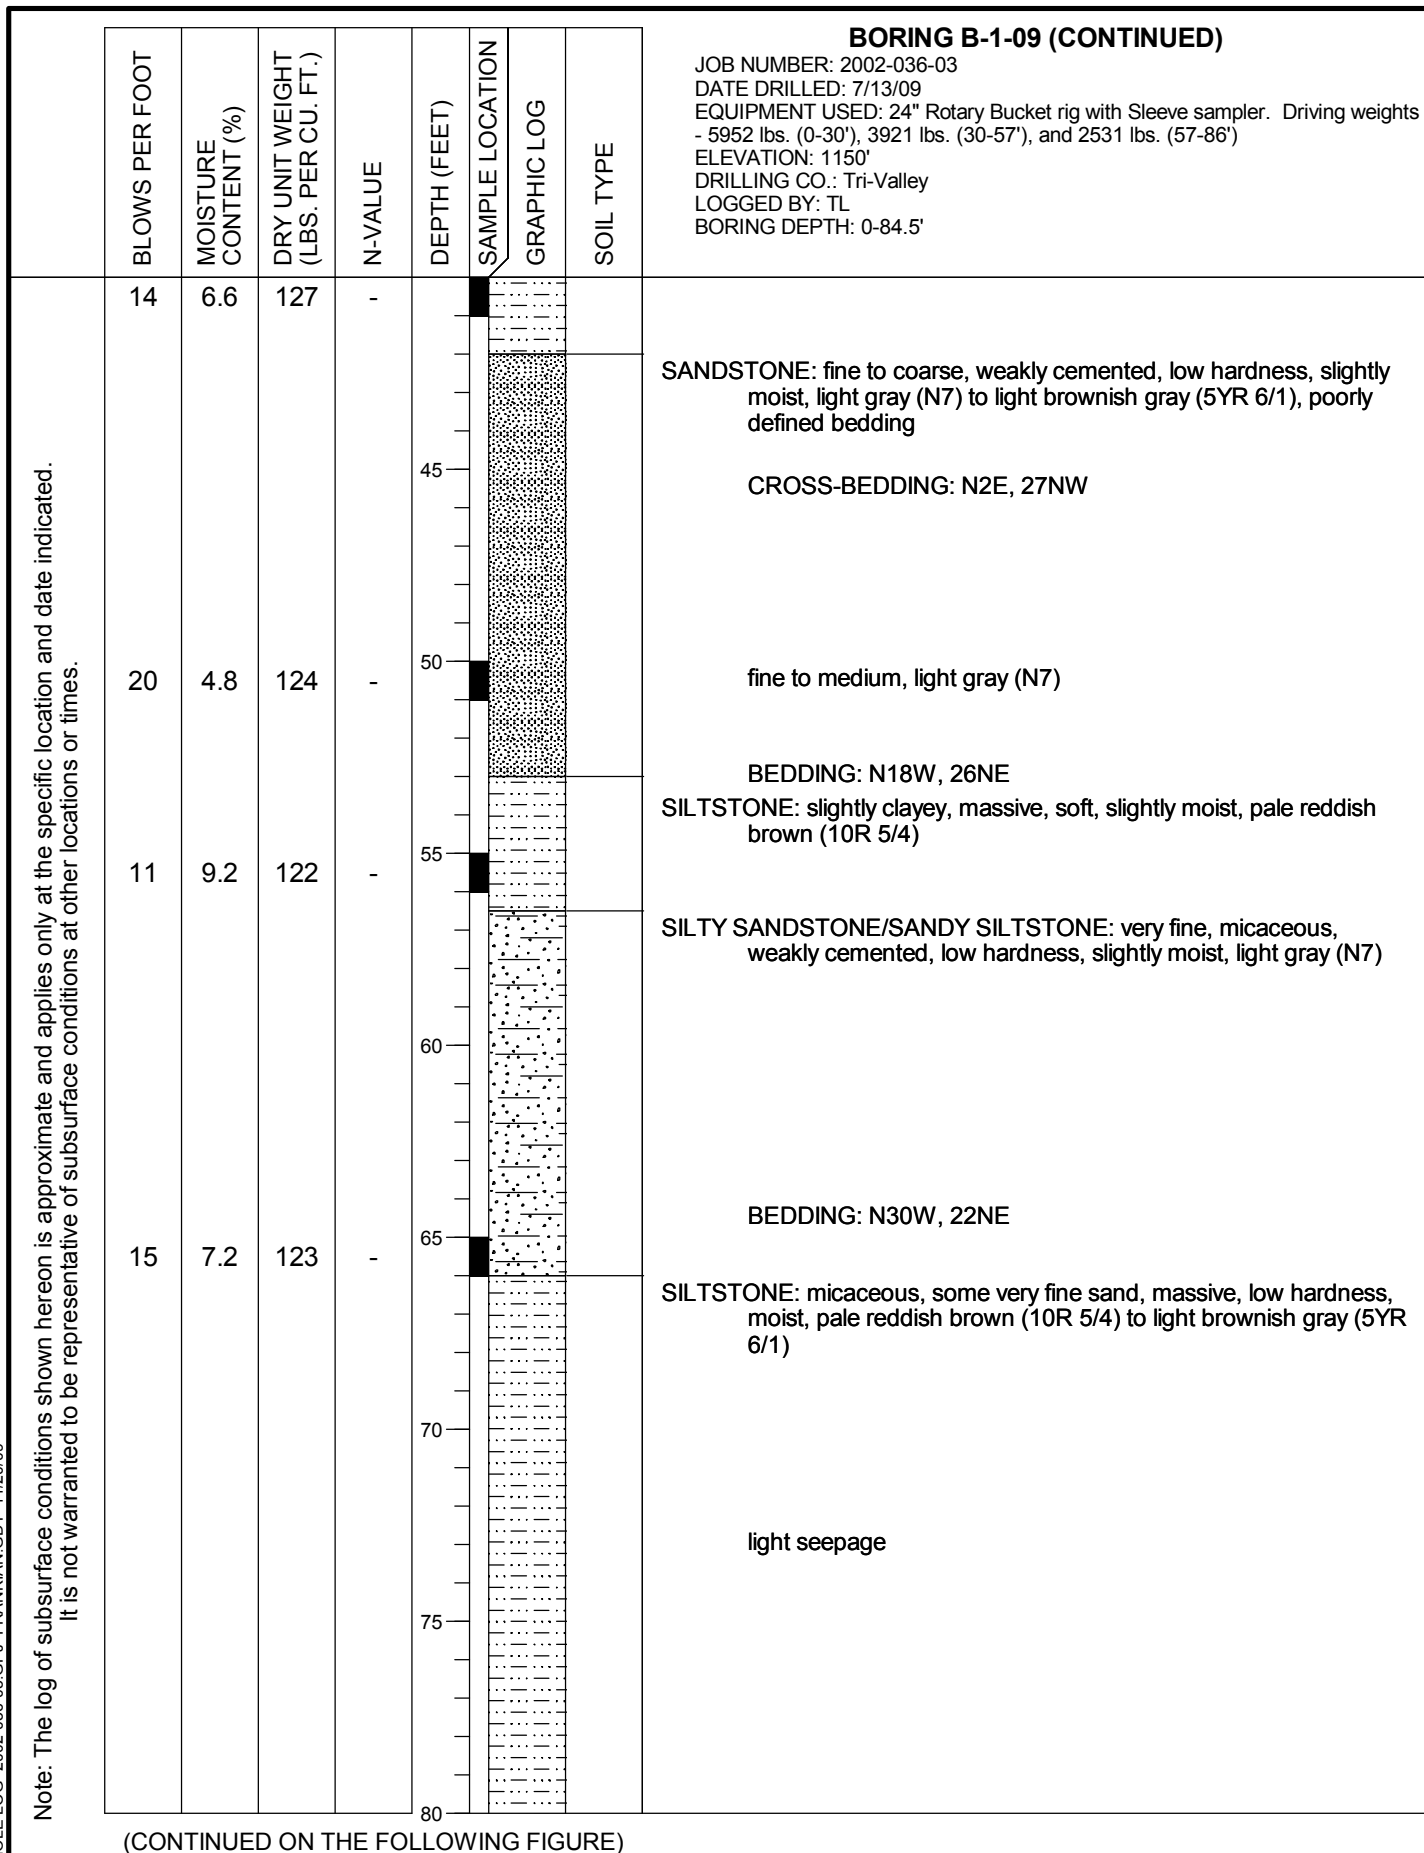 BORING B-1-09 (CONTINUED)
JOB NUMBER: 2002-036-03
DATE DRILLED: 7/13/09
EQUIPMENT USED: 24" Rotary Bucket rig with Sleeve sampler. Driving weights
- 5952 lbs. (0-30'), 3921 lbs. (30-57'), and 2531 lbs. (57-86')
ELEVATION: 1150'
DRILLING CO.: Tri-Valley
LOGGED BY: TL
BORING DEPTH: 0-84.5'
BLOWS PER FOOT
MOISTURE
CONTENT (%)
DRY UNIT WEIGHT
(LBS. PER CU. FT.)
N-VALUE
DEPTH (FEET)
SAMPLE LOCATION
GRAPHIC LOG
SOIL TYPE
14 6.6 127 -
SANDSTONE: fine to coarse, weakly cemented, low hardness, slightly
moist, light gray (N7) to light brownish gray (5YR 6/1), poorly
defined bedding
45
CROSS-BEDDING: N2E, 27NW
50
20 4.8 124 - fine to medium, light gray (N7)
BEDDING: N18W, 26NE
SILTSTONE: slightly clayey, massive, soft, slightly moist, pale reddish
brown (10R 5/4)
55
11 9.2 122 -
SILTY SANDSTONE/SANDY SILTSTONE: very fine, micaceous,
weakly cemented, low hardness, slightly moist, light gray (N7)
60
BEDDING: N30W, 22NE
65
15 7.2 123 -
SILTSTONE: micaceous, some very fine sand, massive, low hardness,
moist, pale reddish brown (10R 5/4) to light brownish gray (5YR
6/1)
70
light seepage
75
80
(CONTINUED ON THE FOLLOWING FIGURE)
Note: The log of subsurface conditions shown hereon is approximate and applies only at the specific location and date indicated.
It is not warranted to be representative of subsurface conditions at other locations or times.